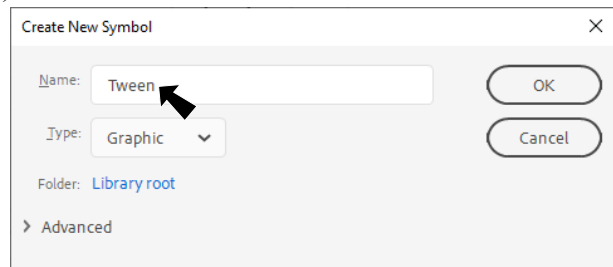 Create New Symbol
Name: Tween OK
Type: Graphic Cancel
Folder: Library root
Advanced